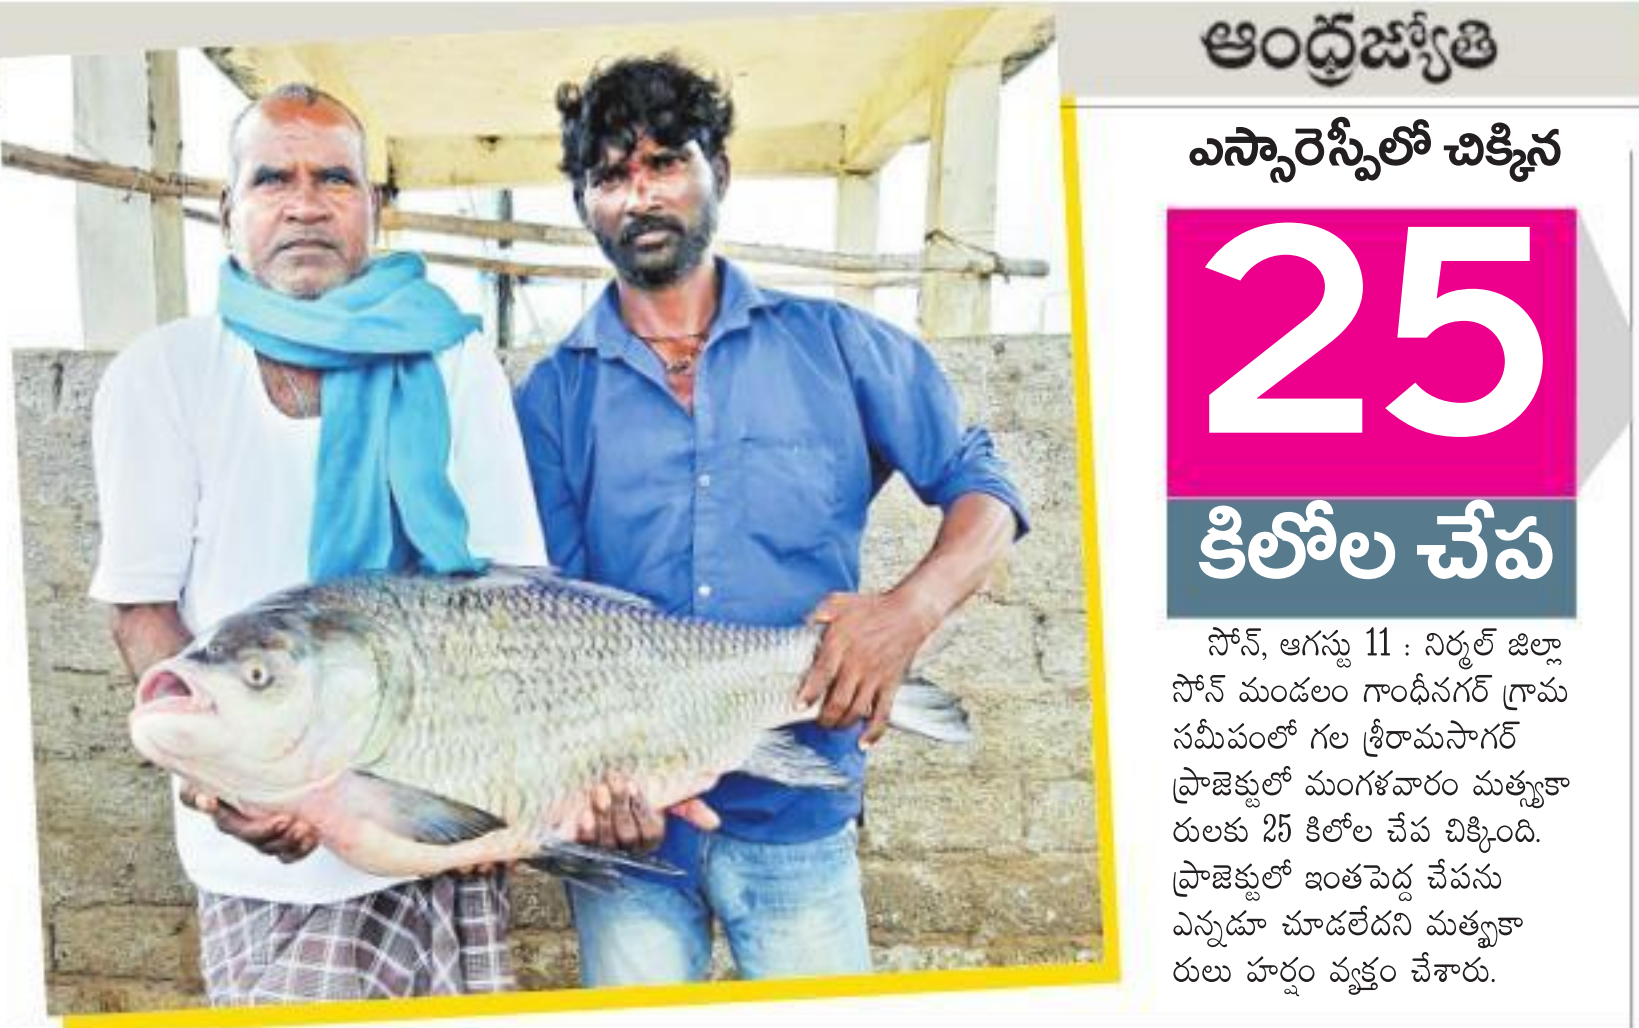 ఆంధ్రజ్యోతి
ఎస్సారెస్పీలో చిక్కిన
25
కిలోల చేప
సోన్, ఆగస్టు 11 : నిర్మల్ జిల్లా
సోన్ మండలం గాంధీనగర్ గ్రామ
సమీపంలో గల శ్రీరామసాగర్
ప్రాజెక్టులో మంగళవారం మత్స్యకా
రులకు 25 కిలోల చేప చిక్కింది.
ప్రాజెక్టులో ఇంతపెద్ద చేపను
ఎన్నడూ చూడలేదని మత్స్యకా
రులు హర్షం వ్యక్తం చేశారు.